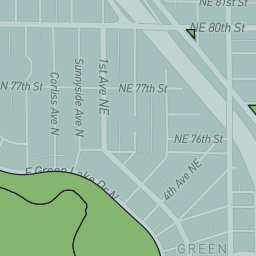 NE 81st St
NE 80th St
N 77th St
NE 77th St
Corliss Ave N
Sunnyside Ave N
1st Ave NE
NE 76th St
4th Ave NE
E Green Lake Dr N
GREEN